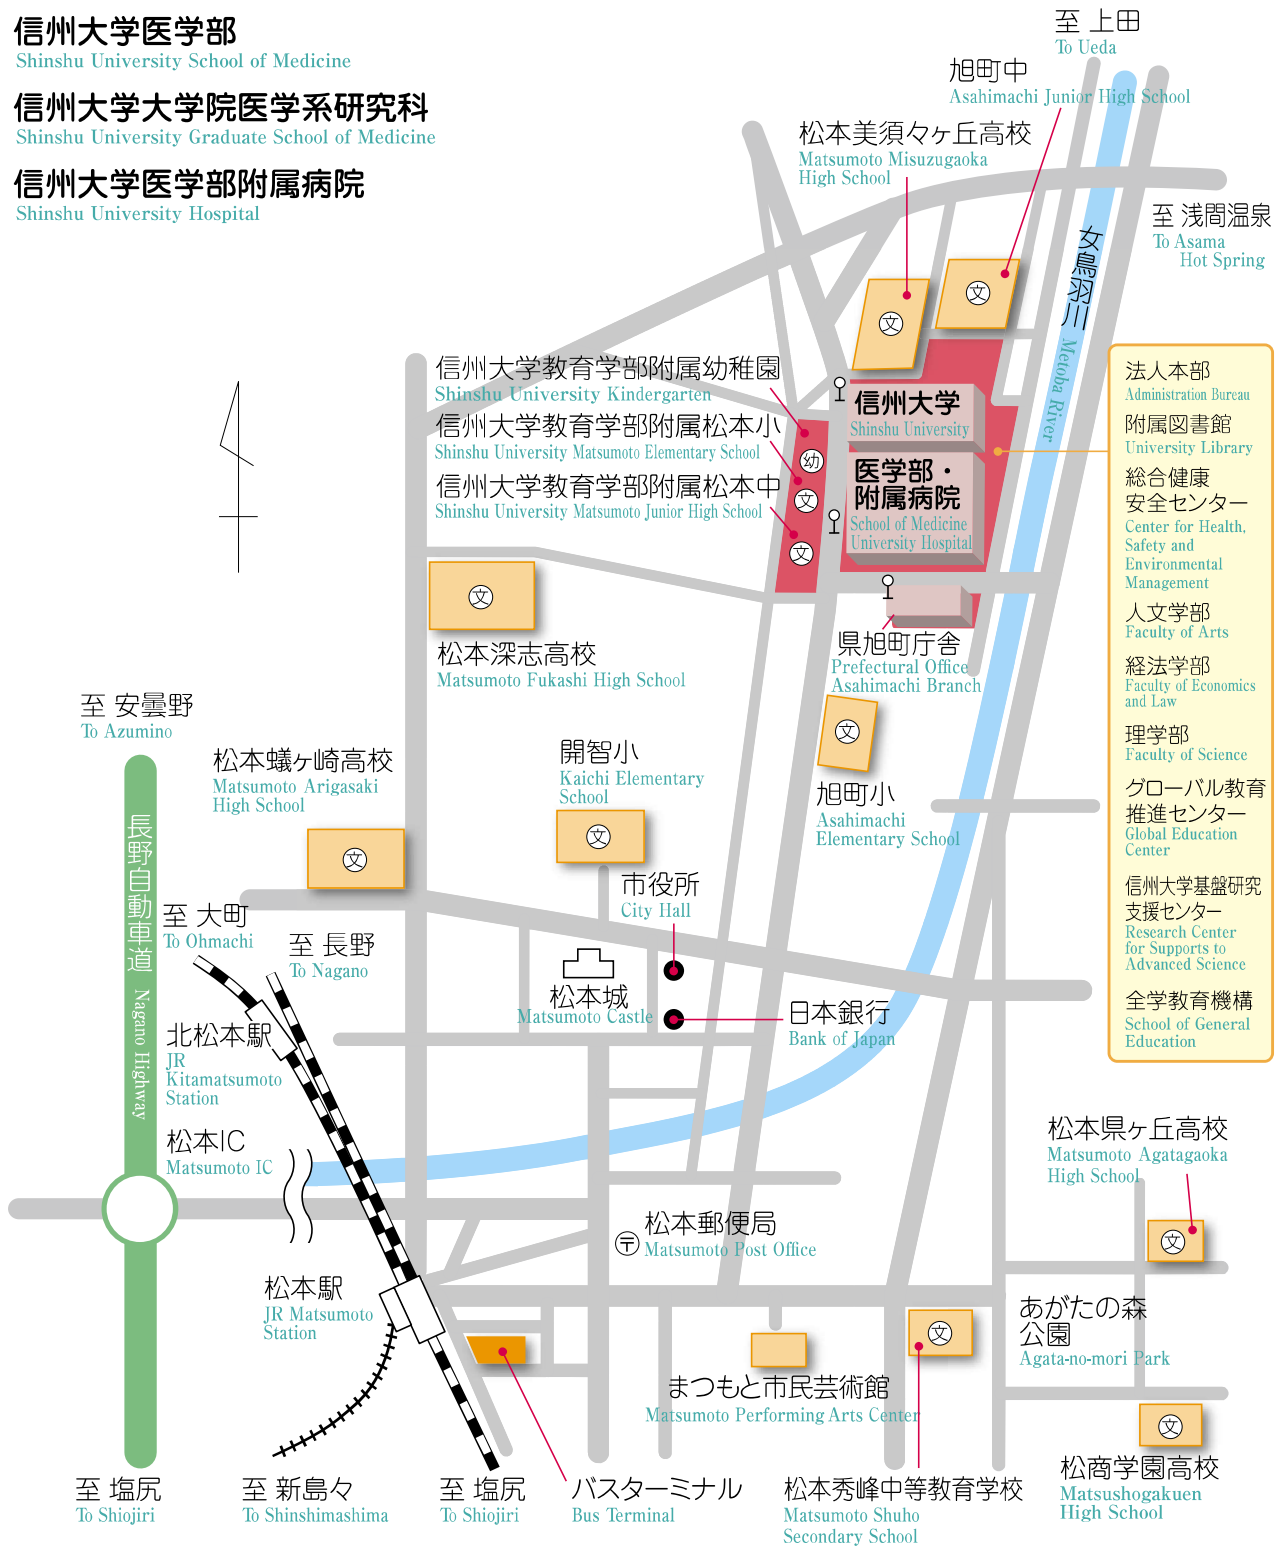 信州大学医学部
Shinshu University School of Medicine
信州大学大学院医学系研究科
Shinshu University Graduate School of Medicine
信州大学医学部附属病院
Shinshu University Hospital
至 上田
To Ueda
旭町中
Asahimachi Junior High School
松本美須々ヶ丘高校
Matsumoto Misuzugaoka
High School
至 浅間温泉
To Asama
Hot Spring
女鳥羽川
Metoba River
文
文
信州大学教育学部附属幼稚園
Shinshu University Kindergarten
信州大学教育学部附属松本小
Shinshu University Matsumoto Elementary School
信州大学教育学部附属松本中
Shinshu University Matsumoto Junior High School
幼
文
文
信州大学
Shinshu University
医学部・
附属病院
School of Medicine
University Hospital
法人本部
Administration Bureau
附属図書館
University Library
総合健康
安全センター
Center for Health,
Safety and
Environmental
Management
人文学部
Faculty of Arts
経法学部
Faculty of Economics
and Law
理学部
Faculty of Science
グローバル教育
推進センター
Global Education
Center
信州大学基盤研究
支援センター
Research Center
for Supports to
Advanced Science
全学教育機構
School of General
Education
文
松本深志高校
Matsumoto Fukashi High School
県旭町庁舎
Prefectural Office
Asahimachi Branch
文
旭町小
Asahimachi
Elementary School
至 安曇野
To Azumino
松本蟻ヶ崎高校
Matsumoto Arigasaki
High School
文
開智小
Kaichi Elementary
School
文
市役所
City Hall
長野自動車道 Nagano Highway
至 大町
To Ohmachi
至 長野
To Nagano
松本城
Matsumoto Castle
日本銀行
Bank of Japan
北松本駅
JR
Kitamatsumoto
Station
松本IC
Matsumoto IC
松本県ヶ丘高校
Matsumoto Agatagaoka
High School
文
〒
松本郵便局
Matsumoto Post Office
松本駅
JR Matsumoto
Station
文
あがたの森
公園
Agata-no-mori Park
まつもと市民芸術館
Matsumoto Performing Arts Center
文
松商学園高校
Matsushogakuen
High School
至 塩尻
To Shiojiri
至 新島々
To Shinshimashima
至 塩尻
To Shiojiri
バスターミナル
Bus Terminal
松本秀峰中等教育学校
Matsumoto Shuho
Secondary School